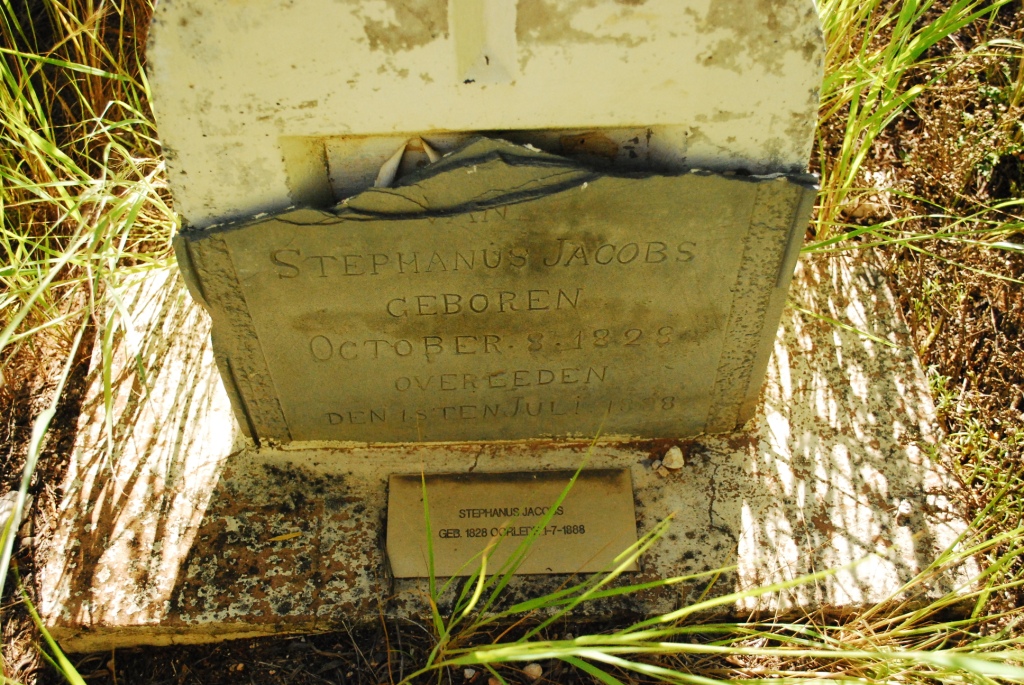 STEPHANUS JACOBS
GEBOREN
OCTOBER. 8. 1828
OVERLEDEN
DEN 1STEN JULI 1888
STEPHANUS JACOBS
GEB. 1828 OORLEDE 1-7-1888